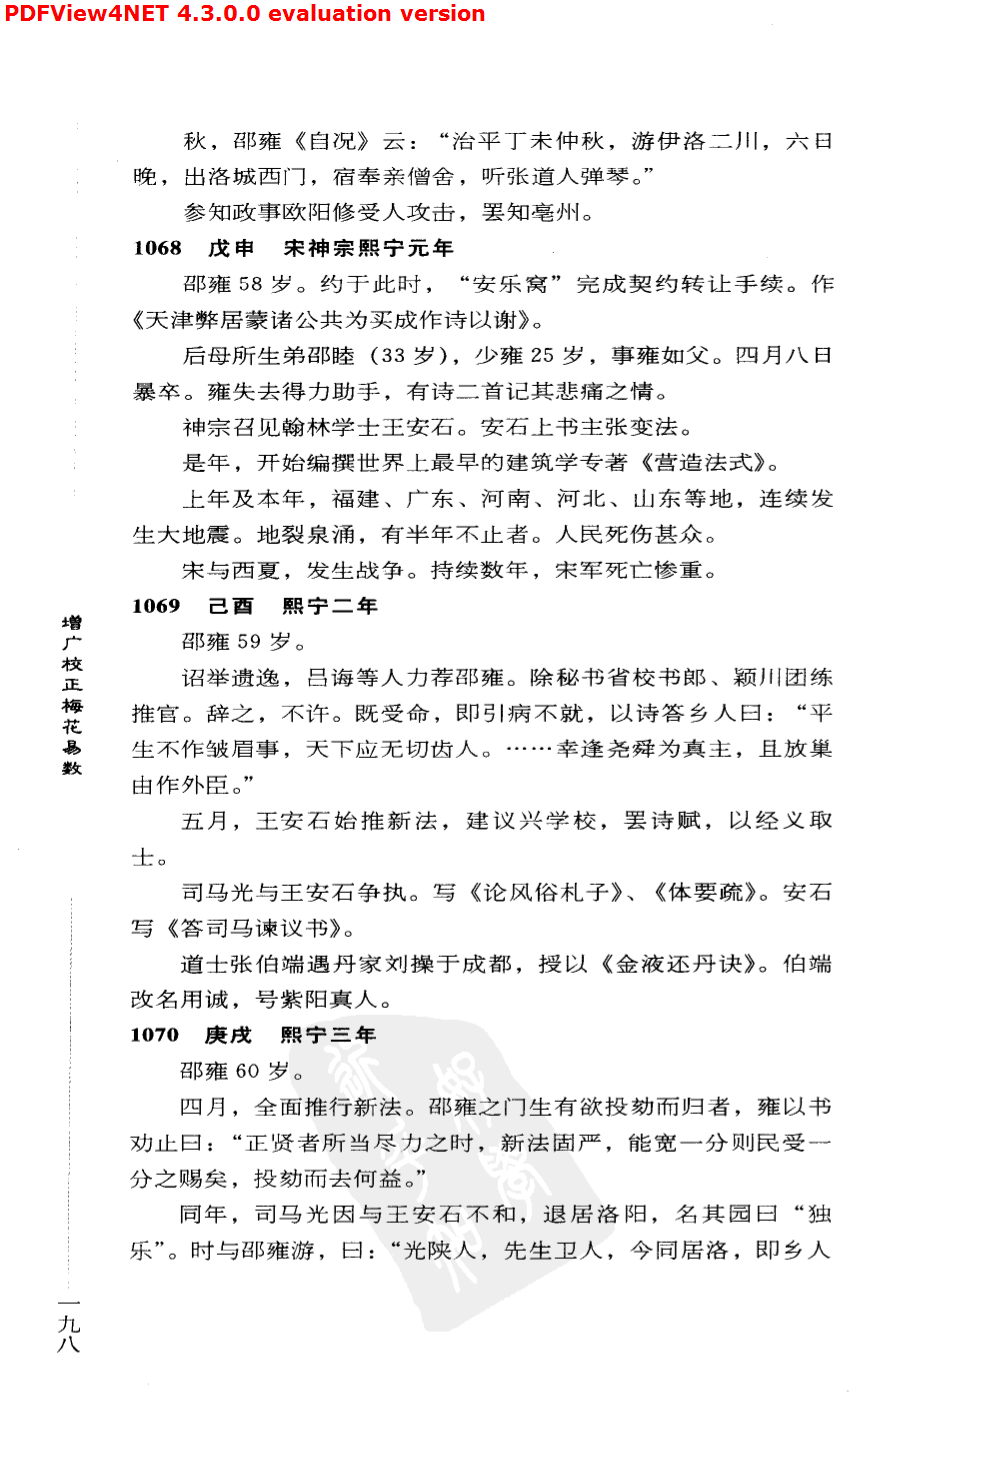 PDFView4NET 4.3.0.0 evaluation version
秋，邵雍《自况》云：“治平丁未仲秋，游伊洛二川，六日
晚，出洛城西门，宿奉亲僧舍，听张道人弹琴。”
参知政事欧阳修受人攻击，罢知亳州。
1068 戊申 宋神宗熙宁元年
邵雍 58 岁。约于此时，“安乐窝”完成契约转让手续。作
《天津弊居蒙诸公共为买成作诗以谢》。
后母所生弟邵睦（33 岁），少雍 25 岁，事雍如父。四月八日
暴卒。雍失去得力助手，有诗二首记其悲痛之情。
神宗召见翰林学士王安石。安石上书主张变法。
是年，开始编撰世界上最早的建筑学专著《营造法式》。
上年及本年，福建、广东、河南、河北、山东等地，连续发
生大地震。地裂泉涌，有半年不止者。人民死伤甚众。
宋与西夏，发生战争。持续数年，宋军死亡惨重。
1069 己酉 熙宁二年
邵雍 59 岁。
诏举遗逸，吕诲等人力荐邵雍。除秘书省校书郎、颖川团练
推官。辞之，不许。既受命，即引病不就，以诗答乡人曰：“平
生不作皱眉事，天下应无切齿人。……幸逢尧舜为真主，且放巢
由作外臣。”
五月，王安石始推新法，建议兴学校，罢诗赋，以经义取
士。
司马光与王安石争执。写《论风俗札子》、《体要疏》。安石
写《答司马谏议书》。
道士张伯端遇丹家刘操于成都，授以《金液还丹诀》。伯端
改名用诚，号紫阳真人。
1070 庚戌 熙宁三年
邵雍 60 岁。
四月，全面推行新法。邵雍之门生有欲投劾而归者，雍以书
劝止曰：“正贤者所当尽力之时，新法固严，能宽一分则民受一
分之赐矣，投劾而去何益。”
同年，司马光因与王安石不和，退居洛阳，名其园曰“独
乐”。时与邵雍游，曰：“光陕人，先生卫人，今同居洛，即乡人
增广校正梅花易数
一九八